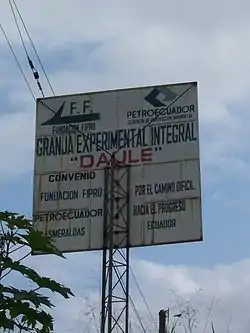 F.F.
FUNDACION FIPRO
PETROECUADOR
GERENCIA DE PROTECCION AMBIENTAL
GRANJA EXPERIMENTAL INTEGRAL
"DAULE"
CONVENIO
FUNDACION FIPRO
PETROECUADOR
ESMERALDAS
POR EL CAMINO DIFICIL
HACIA EL PROGRESO
ECUADOR